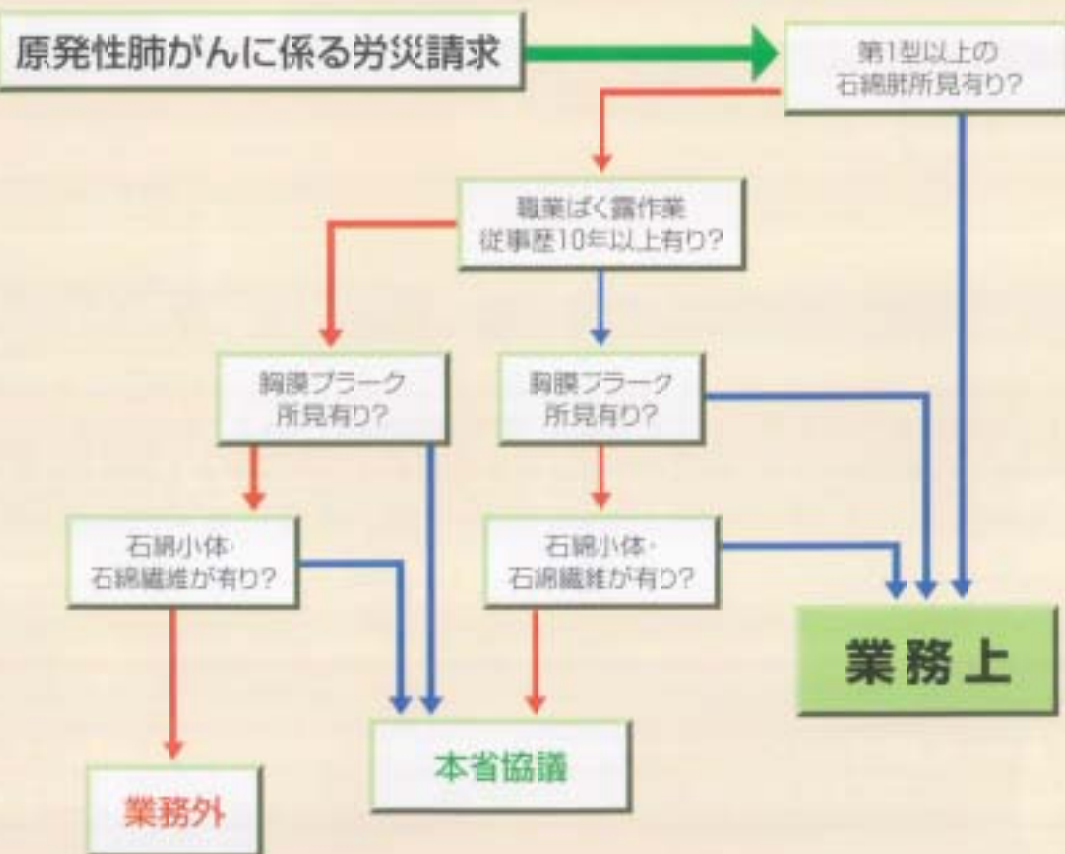 原発性肺がんに係る労災請求
第1型以上の
石綿肺所見有り?
職業ばく露作業
従事歴10年以上有り?
胸膜プラーク
所見有り?
胸膜プラーク
所見有り?
石綿小体・
石綿繊維が有り?
石綿小体・
石綿繊維が有り?
業務上
本省協議
業務外